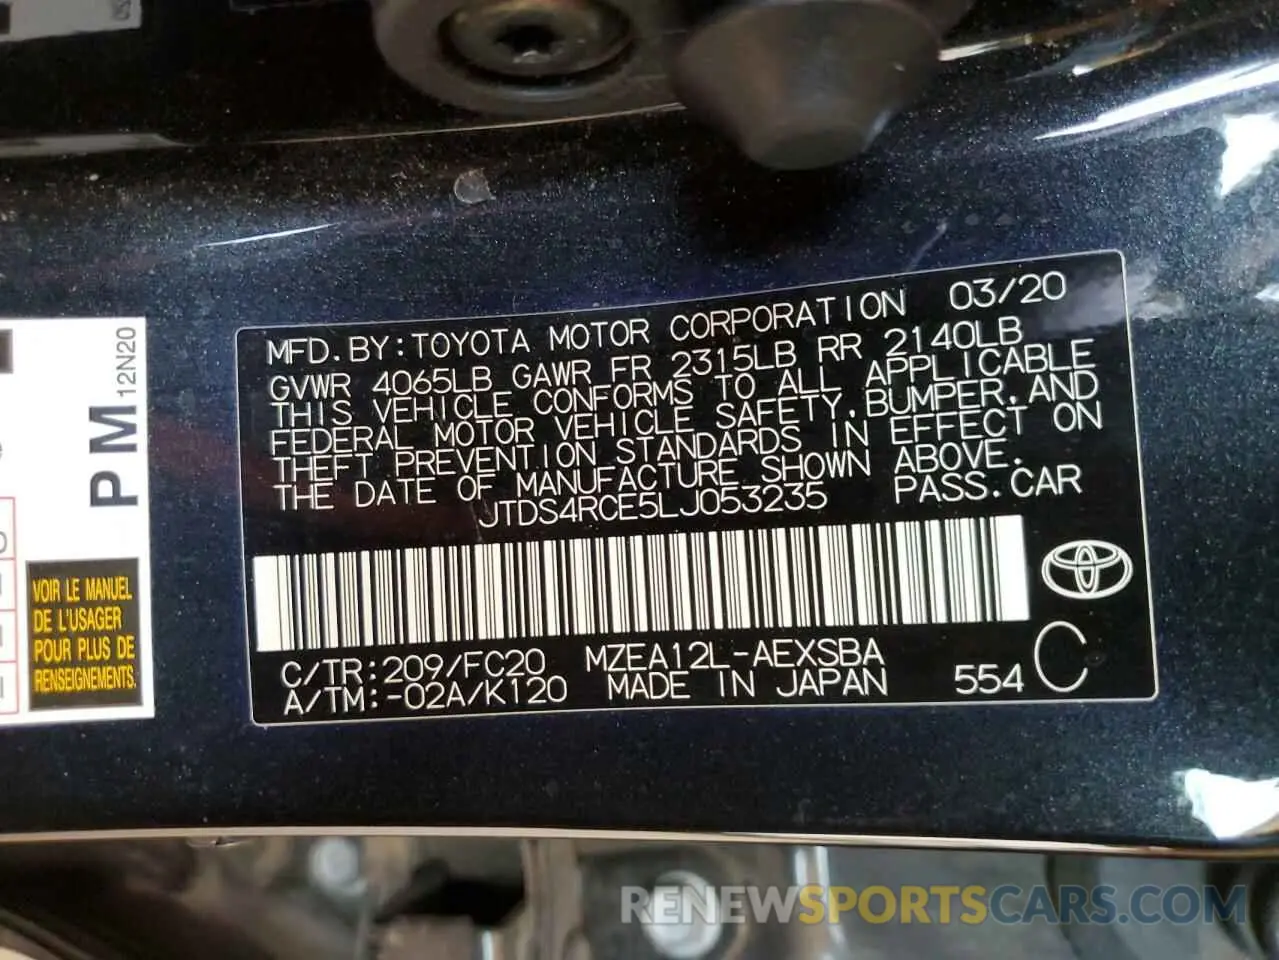 MFD.BY:TOYOTA MOTOR CORPORATION 03/20
GVWR 4065LB GAWR FR 2315LB RR 2140LB
THIS VEHICLE CONFORMS TO ALL APPLICABLE
FEDERAL MOTOR VEHICLE SAFETY,BUMPER,AND
THEFT PREVENTION STANDARDS IN EFFECT ON
THE DATE OF MANUFACTURE SHOWN ABOVE.
JTDS4RCE5LJ053235 PASS.CAR
C/TR:209/FC20 MZEA12L-AEXSBA
A/TM:-02A/K120 MADE IN JAPAN 554 C
PM 12N20
VOIR LE MANUEL
DE L'USAGER
POUR PLUS DE
RENSEIGNEMENTS.
RENEWSPORTSCARS.COM